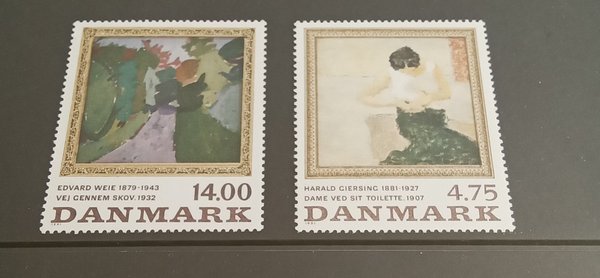 EDVARD WEIE 1879-1943
VEJ GENNEM SKOV. 1932
14.00
DANMARK
HARALD GIERSING 1881-1927
DAME VED SIT TOILETTE. 1907
4.75
DANMARK